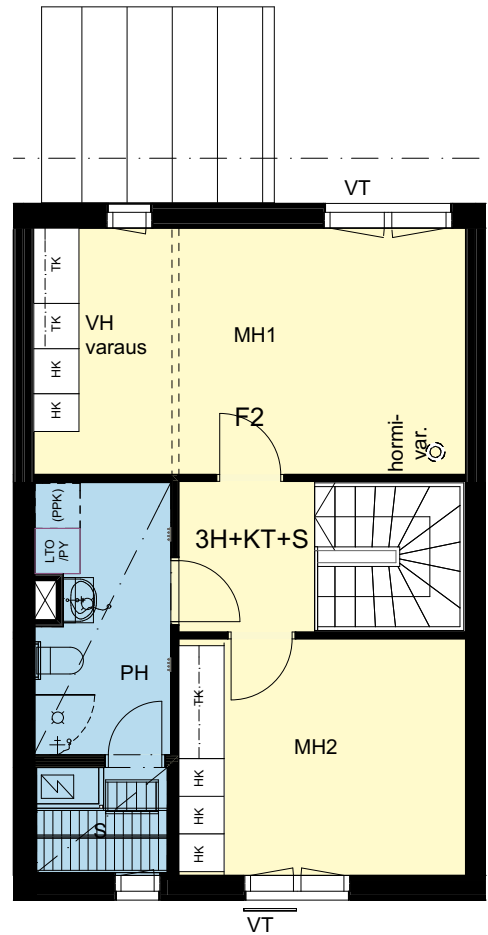 VT
TK
TK
HK
HK
VH
varaus
MH1
F2
hormi-
var.
(PPK)
LTO
/PY
3H+KT+S
PH
TK
HK
HK
HK
MH2
S
VT